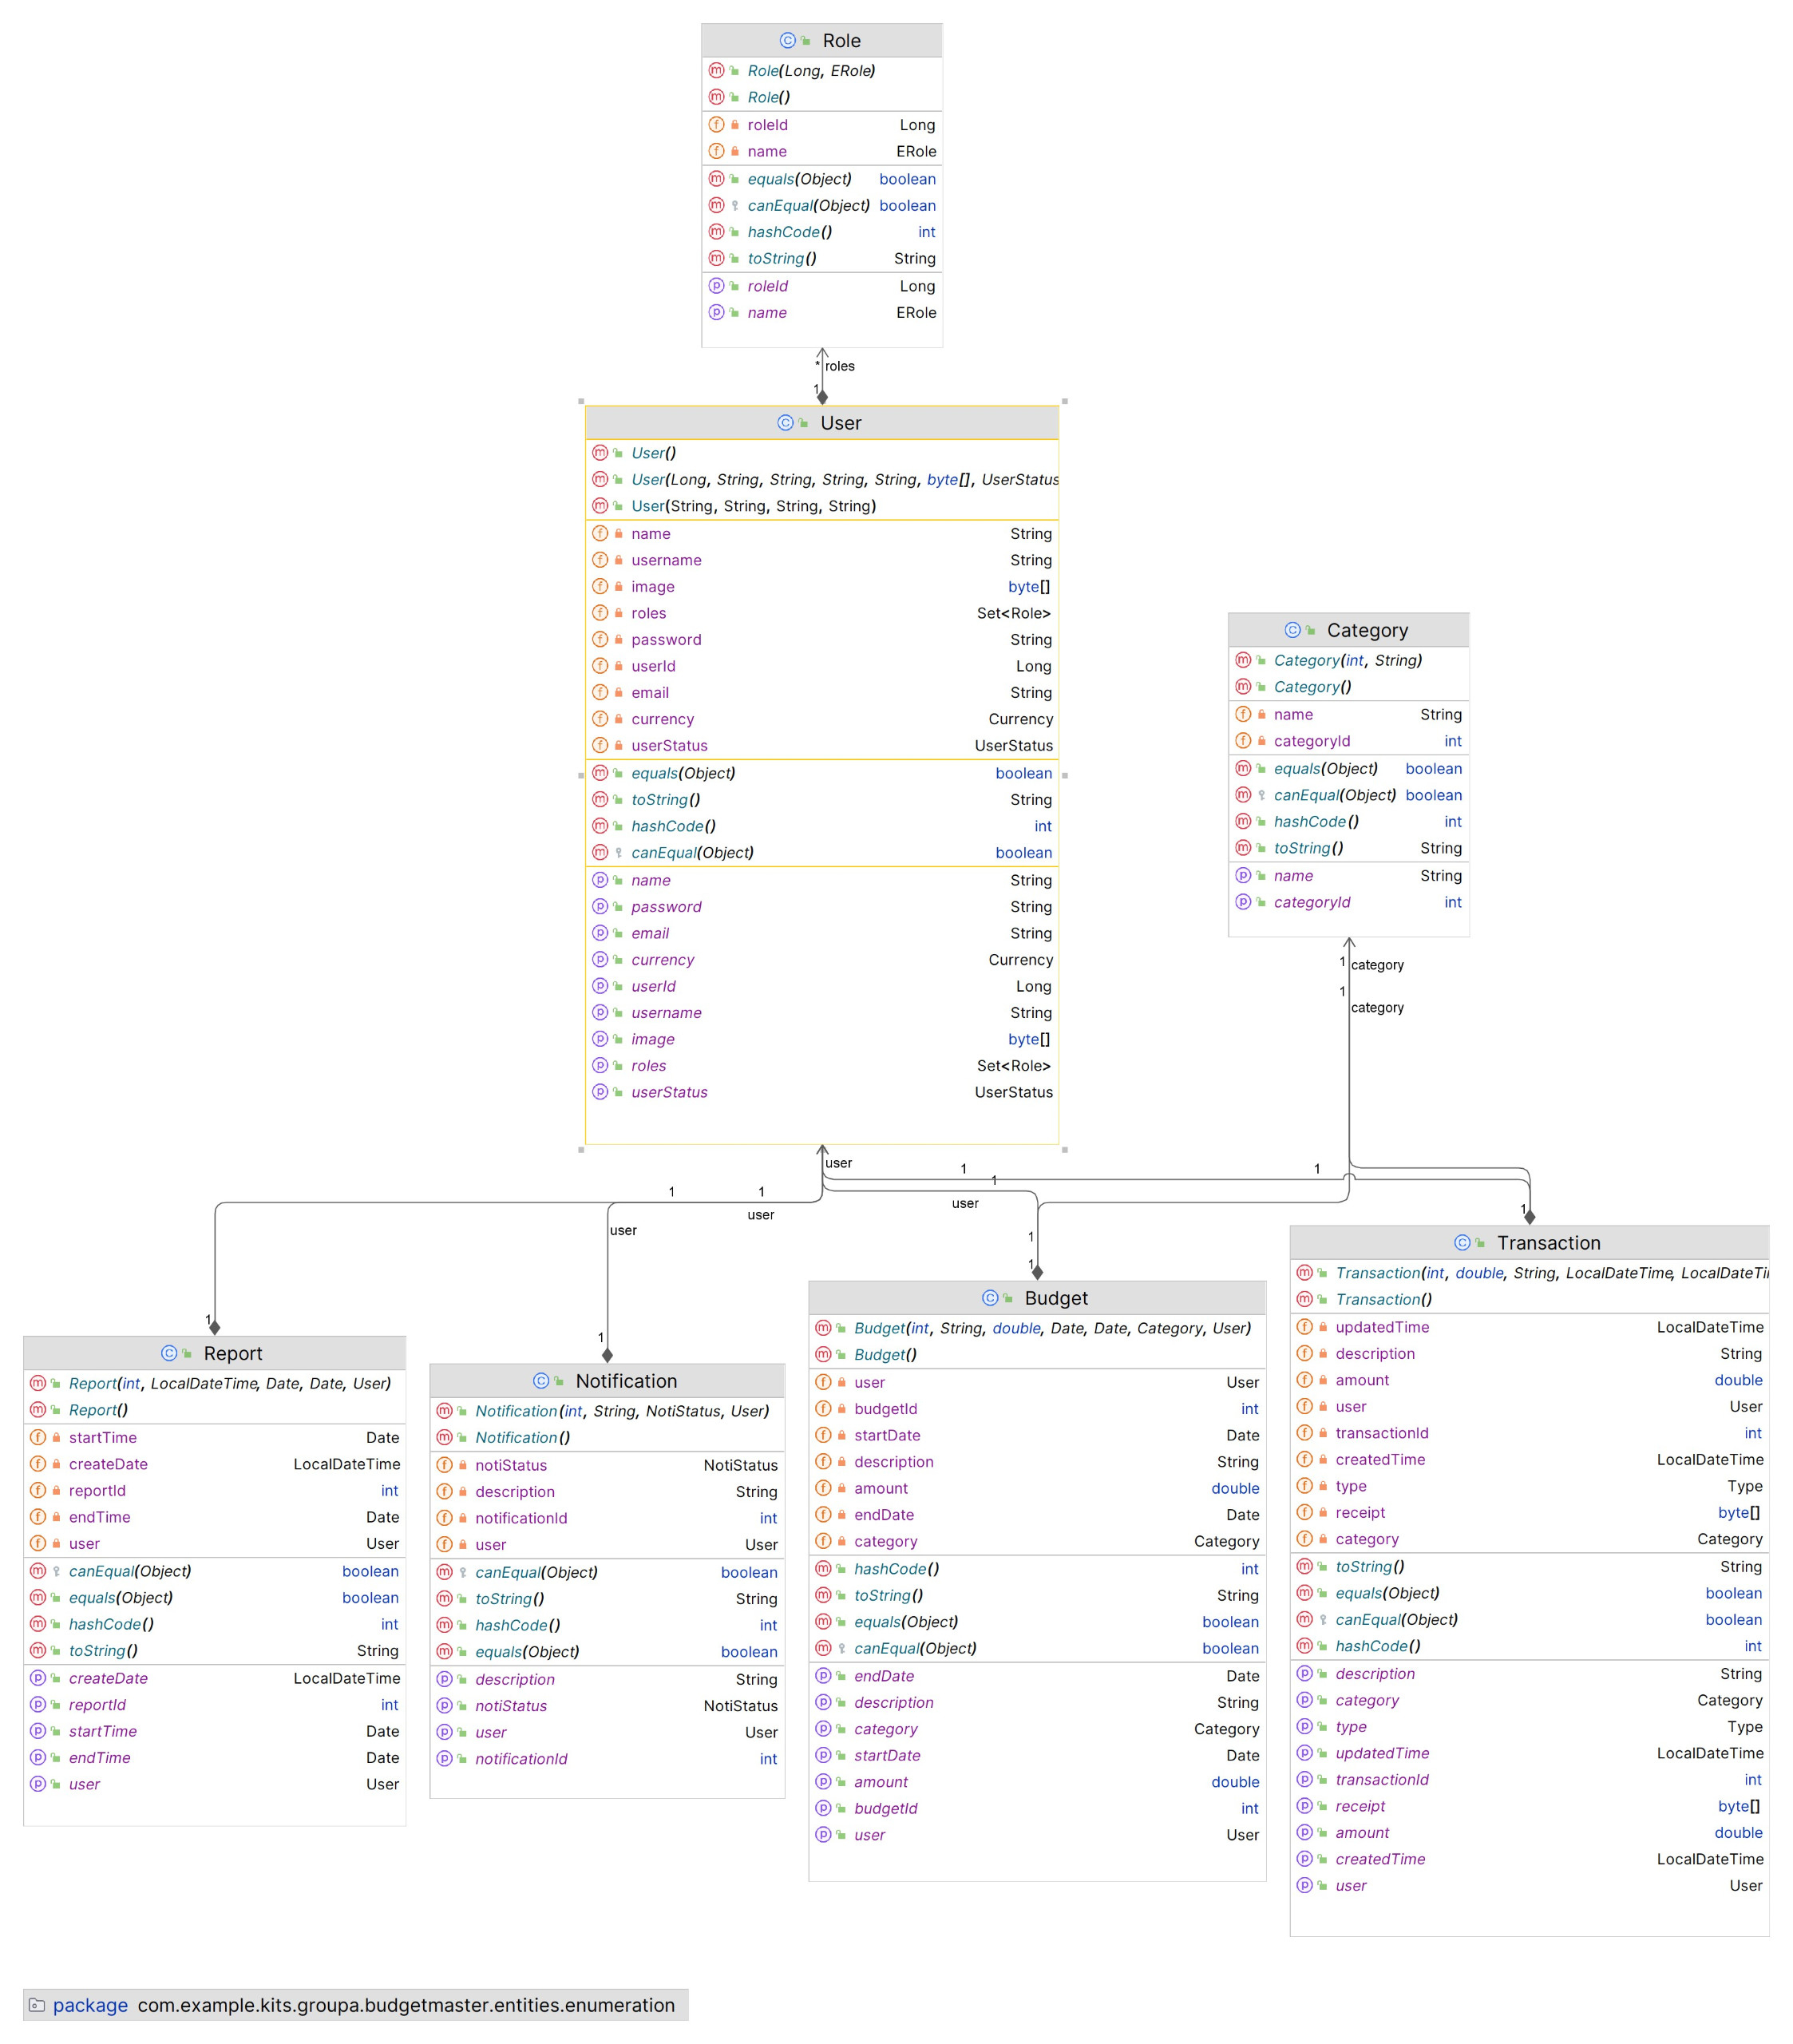 Role
Role(Long, ERole)
Role()
roleId Long
name ERole
equals(Object) boolean
canEqual(Object) boolean
hashCode() int
toString() String
roleId Long
name ERole
* roles
1
User
User()
User(Long, String, String, String, String, byte[], UserStatus
User(String, String, String, String)
name String
username String
image byte[]
roles Set<Role>
password String
userId Long
email String
currency Currency
userStatus UserStatus
equals(Object) boolean
toString() String
hashCode() int
canEqual(Object) boolean
name String
password String
email String
currency Currency
userId Long
username String
image byte[]
roles Set<Role>
userStatus UserStatus
Category
Category(int, String)
Category()
name String
categoryId int
equals(Object) boolean
canEqual(Object) boolean
hashCode() int
toString() String
name String
categoryId int
1 category
1
category
user
1
1
1
1
1
user
user
user
1
1
1
1
1
Report
Report(int, LocalDateTime, Date, Date, User)
Report()
startTime Date
createDate LocalDateTime
reportId int
endTime Date
user User
canEqual(Object) boolean
equals(Object) boolean
hashCode() int
toString() String
createDate LocalDateTime
reportId int
startTime Date
endTime Date
user User
Notification
Notification(int, String, NotiStatus, User)
Notification()
notiStatus NotiStatus
description String
notificationId int
user User
canEqual(Object) boolean
toString() String
hashCode() int
equals(Object) boolean
description String
notiStatus NotiStatus
user User
notificationId int
Budget
Budget(int, String, double, Date, Date, Category, User)
Budget()
user User
budgetId int
startDate Date
description String
amount double
endDate Date
category Category
hashCode() int
toString() String
equals(Object) boolean
canEqual(Object) boolean
endDate Date
description String
category Category
startDate Date
amount double
budgetId int
user User
Transaction
Transaction(int, double, String, LocalDateTime, LocalDateTi
Transaction()
updatedTime LocalDateTime
description String
amount double
user User
transactionId int
createdTime LocalDateTime
type Type
receipt byte[]
category Category
toString() String
equals(Object) boolean
canEqual(Object) boolean
hashCode() int
description String
category Category
type Type
updatedTime LocalDateTime
transactionId int
receipt byte[]
amount double
createdTime LocalDateTime
user User
package com.example.kits.groupa.budgetmaster.entities.enumeration